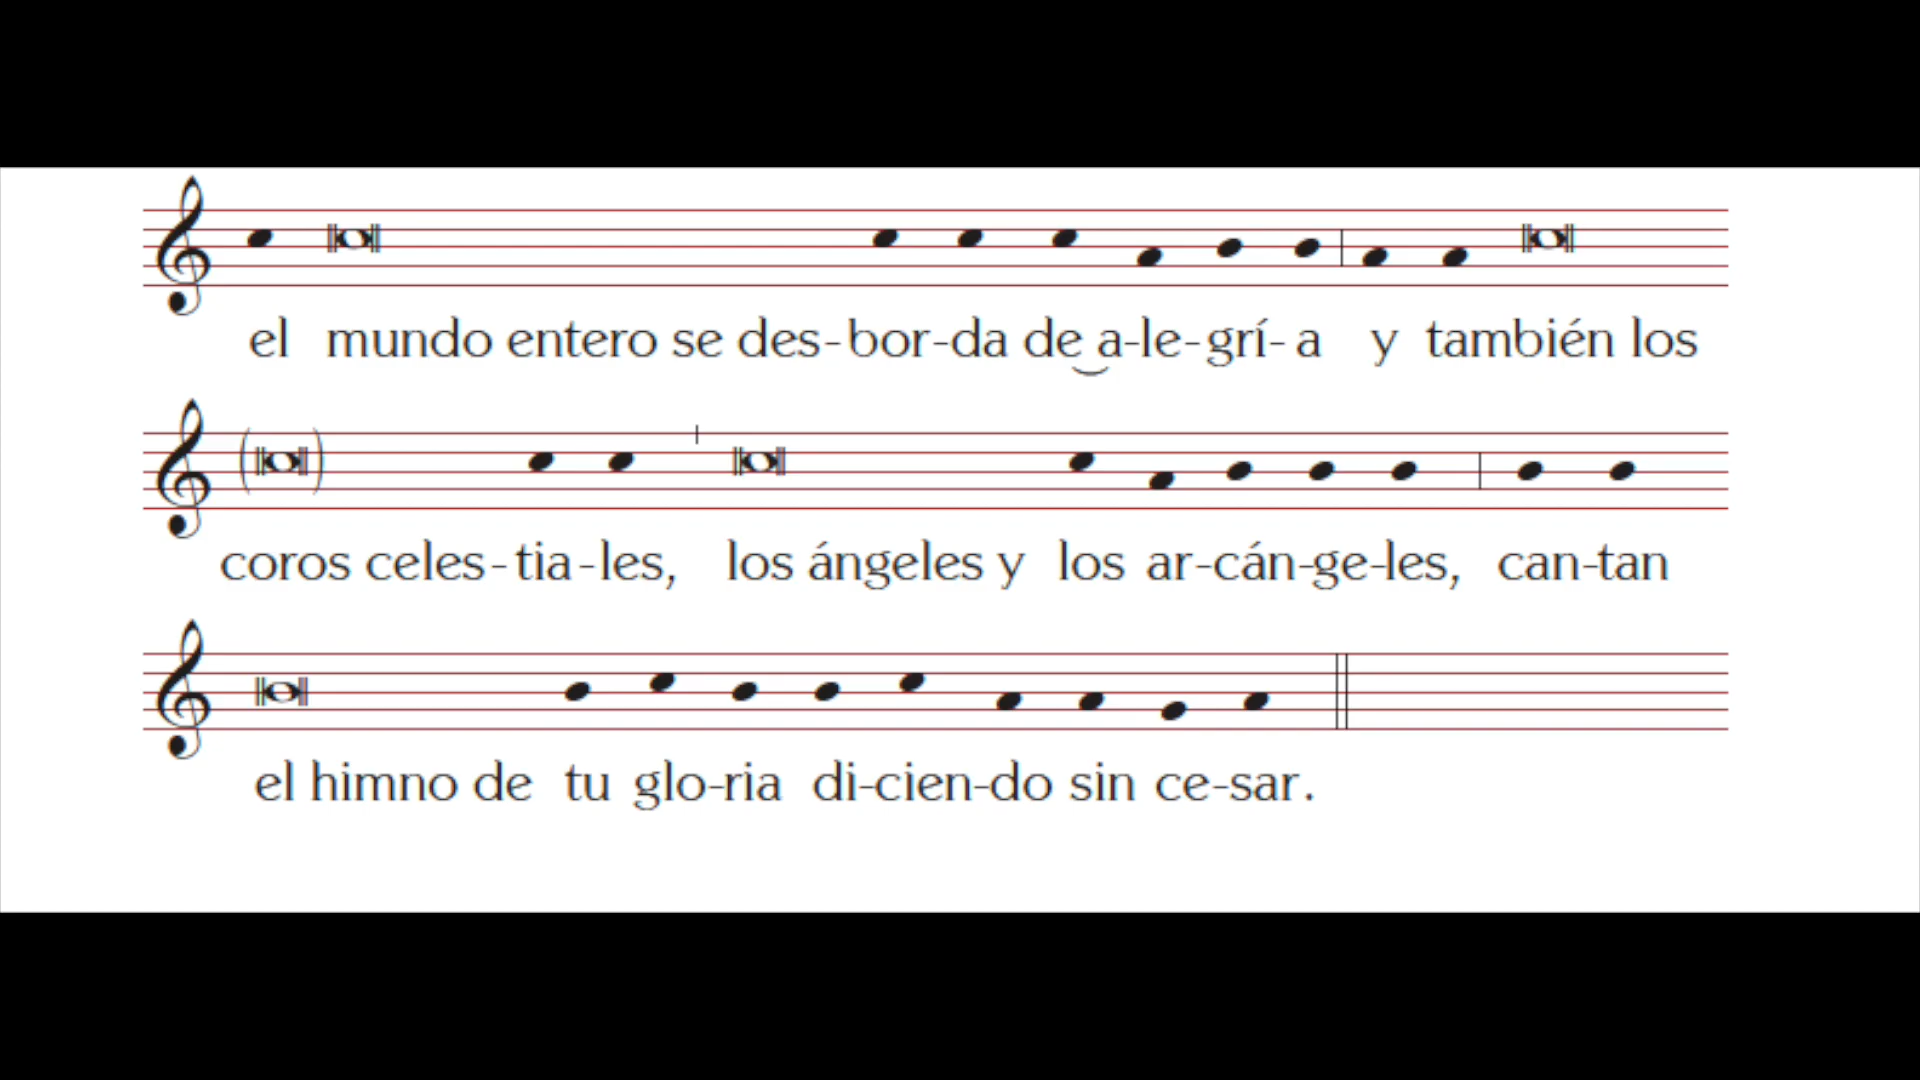 el mundo entero se des-bor-da de a-le-grí-a y también los
coros celes-tia-les, los ángeles y los ar-cán-ge-les, can-tan
el himno de tu glo-ria di-cien-do sin ce-sar.